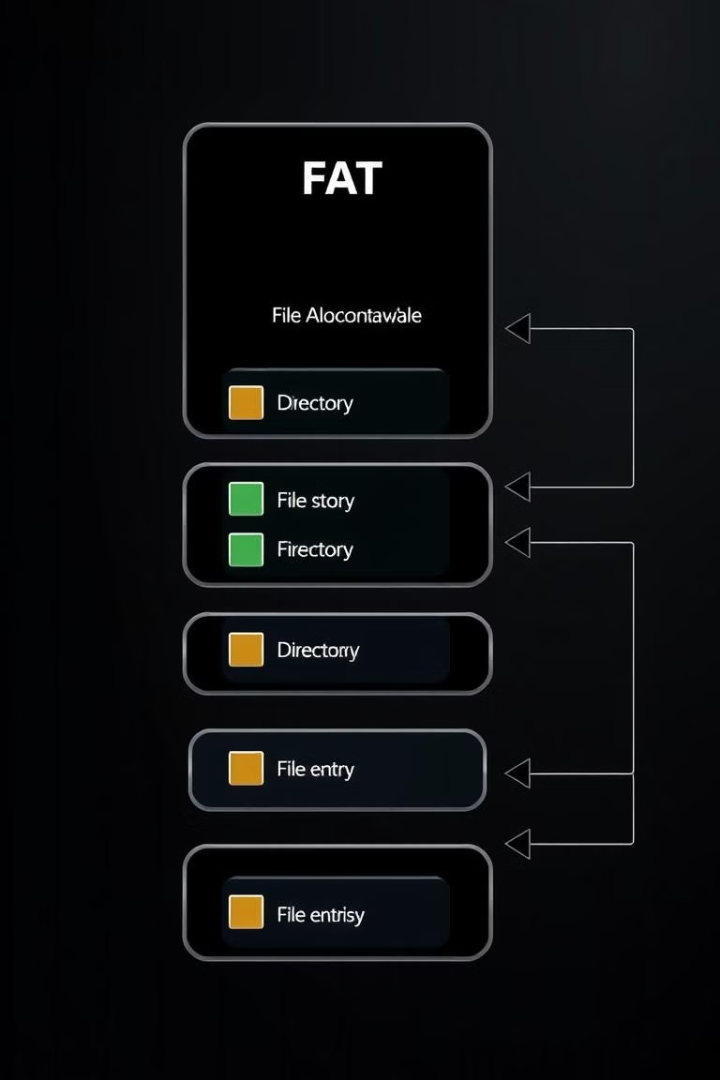 FAT
File Alocontawale
Directory
File story
Firectory
Directorry
File entry
File entrisy